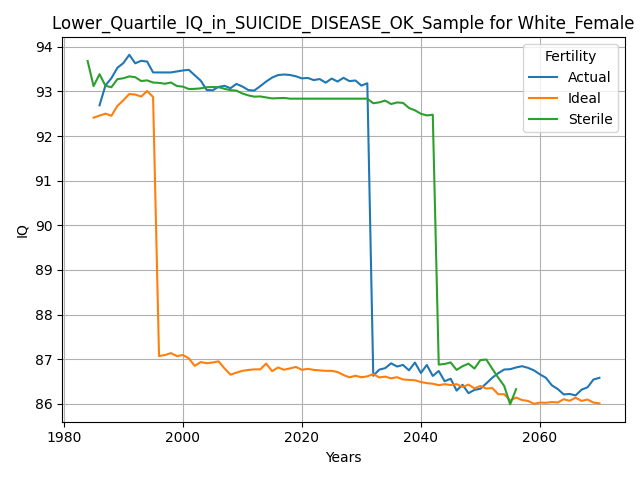 Lower_Quartile_IQ_in_SUICIDE_DISEASE_OK_Sample for White_Female
94
93
92
91
90
89
88
87
86
IQ
1980
2000
2020
2040
2060
Years
Fertility
Actual
Ideal
Sterile